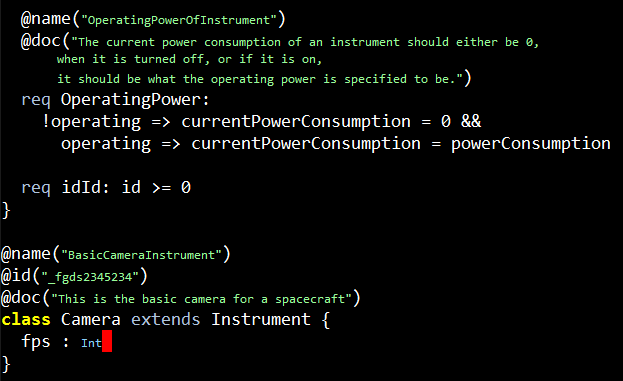 @name("OperatingPowerOfInstrument")
@doc("The current power consumption of an instrument should either be 0,
when it is turned off, or if it is on,
it should be what the operating power is specified to be.")
req OperatingPower:
!operating => currentPowerConsumption = 0 &&
operating => currentPowerConsumption = powerConsumption
req idId: id >= 0
}
@name("BasicCameraInstrument")
@id("_fgds2345234")
@doc("This is the basic camera for a spacecraft")
class Camera extends Instrument {
fps : Int
}